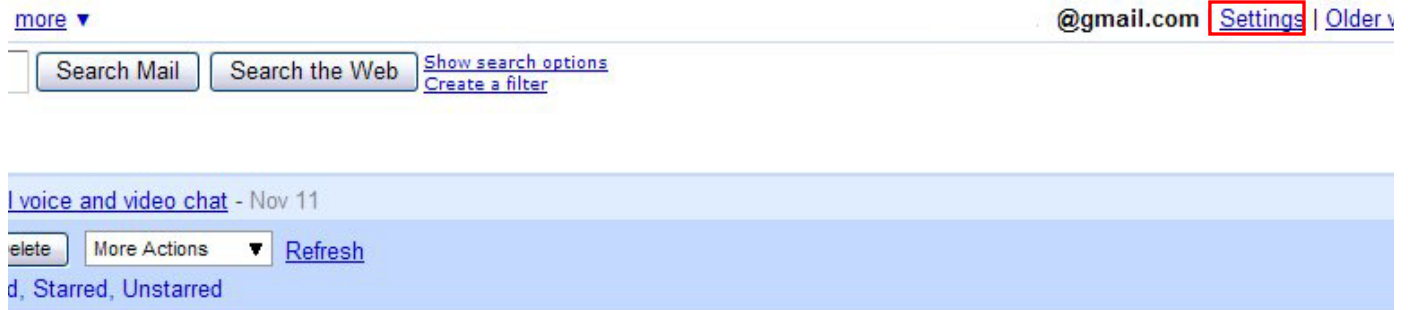 more ▼ @gmail.com Settings | Older v
Search Mail Search the Web Show search options
Create a filter
l voice and video chat - Nov 11
elete More Actions ▼ Refresh
d, Starred, Unstarred